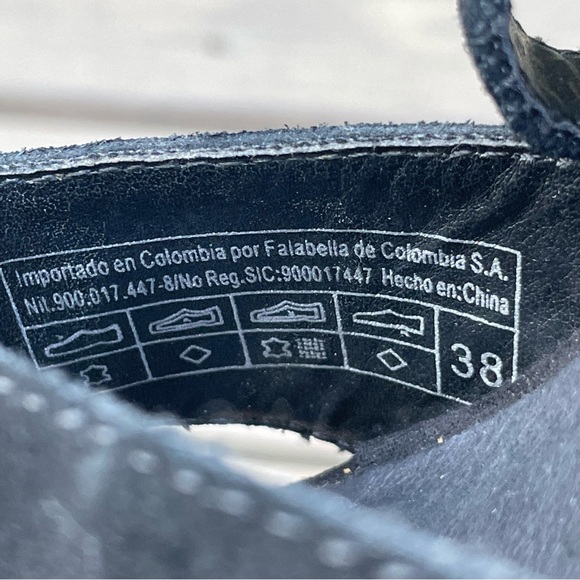 Importado en Colombia por Falabella de Colombia S.A.
Nit.900.017.447-8/No Reg.SIC:900017447 Hecho en:China
38